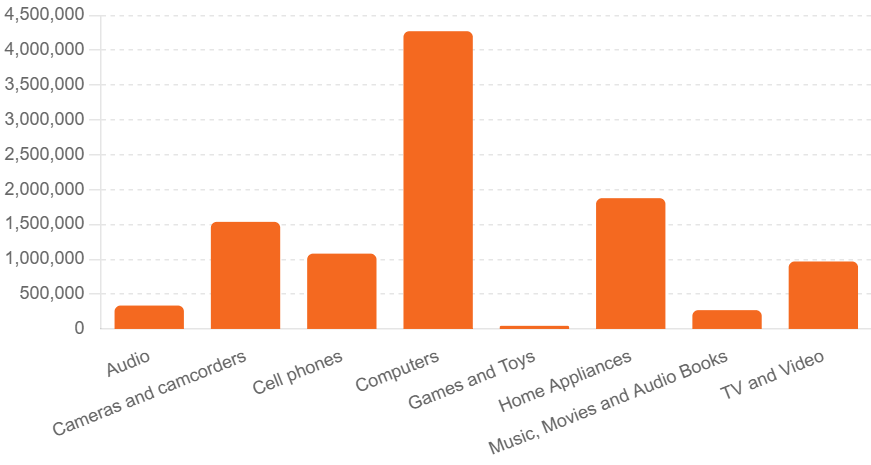 4,500,000
4,000,000
3,500,000
3,000,000
2,500,000
2,000,000
1,500,000
1,000,000
500,000
0
Audio
Cameras and camcorders
Cell phones
Computers
Games and Toys
Home Appliances
Music, Movies and Audio Books
TV and Video